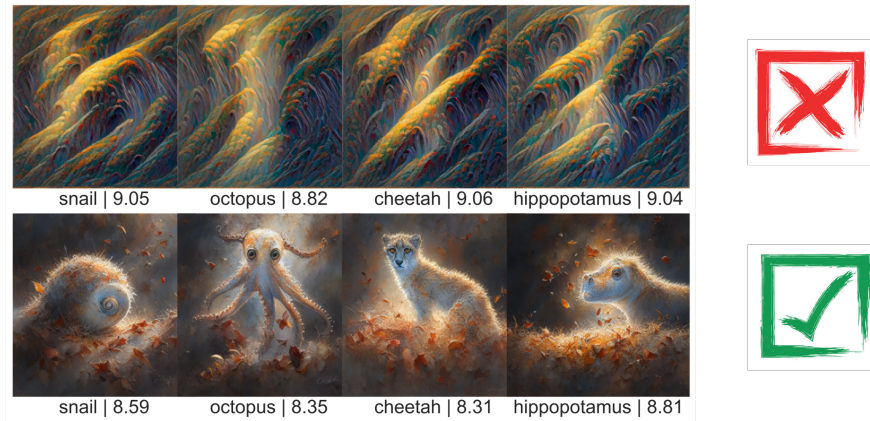 snail | 9.05 octopus | 8.82 cheetah | 9.06 hippopotamus | 9.04
snail | 8.59 octopus | 8.35 cheetah | 8.31 hippopotamus | 8.81